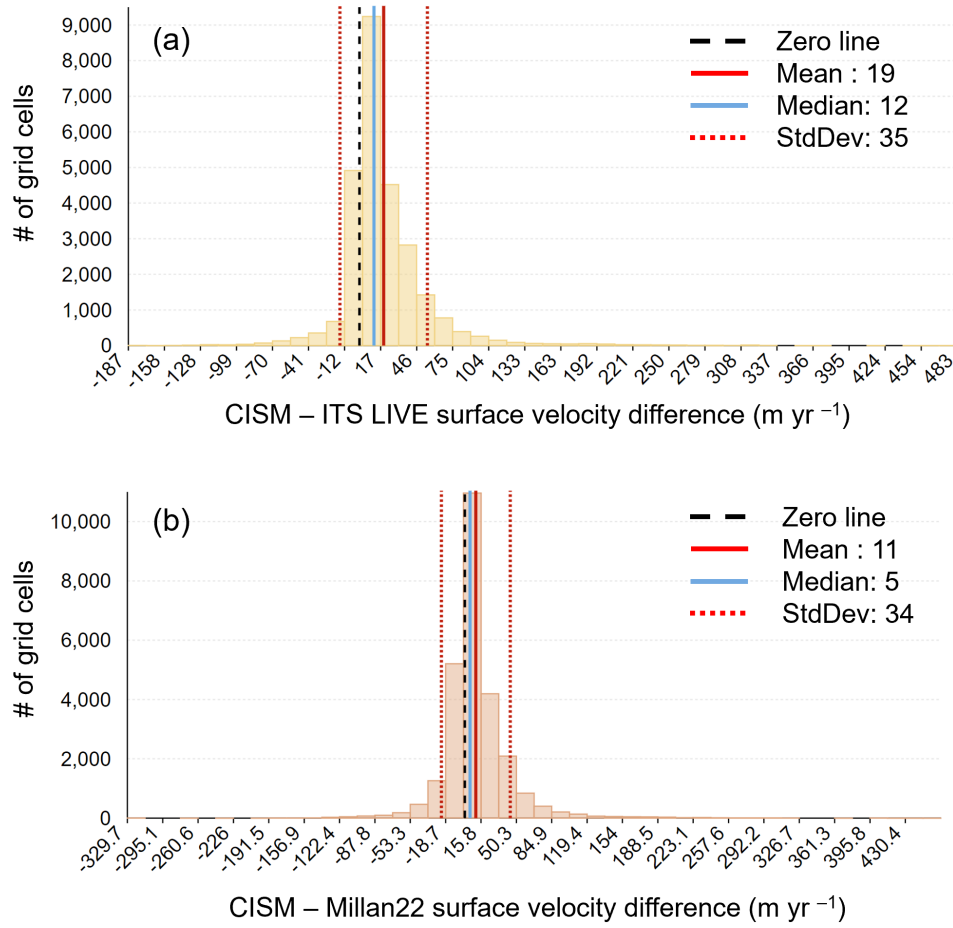 (a)
9,000
8,000
7,000
6,000
5,000
4,000
3,000
2,000
1,000
0
# of grid cells
Zero line
Mean : 19
Median: 12
StdDev: 35
-187 -158 -128 -99 -70 -41 -12 17 46 75 104 133 163 192 221 250 279 308 337 366 395 424 454 483
CISM – ITS LIVE surface velocity difference (m yr ⁻¹)
(b)
10,000
8,000
6,000
4,000
2,000
0
# of grid cells
Zero line
Mean : 11
Median: 5
StdDev: 34
-329.7 -295.1 -260.6 -226 -191.5 -156.9 -122.4 -87.8 -53.3 -18.7 15.8 50.3 84.9 119.4 154 188.5 223.1 257.6 292.2 326.7 361.3 395.8 430.4
CISM – Millan22 surface velocity difference (m yr ⁻¹)